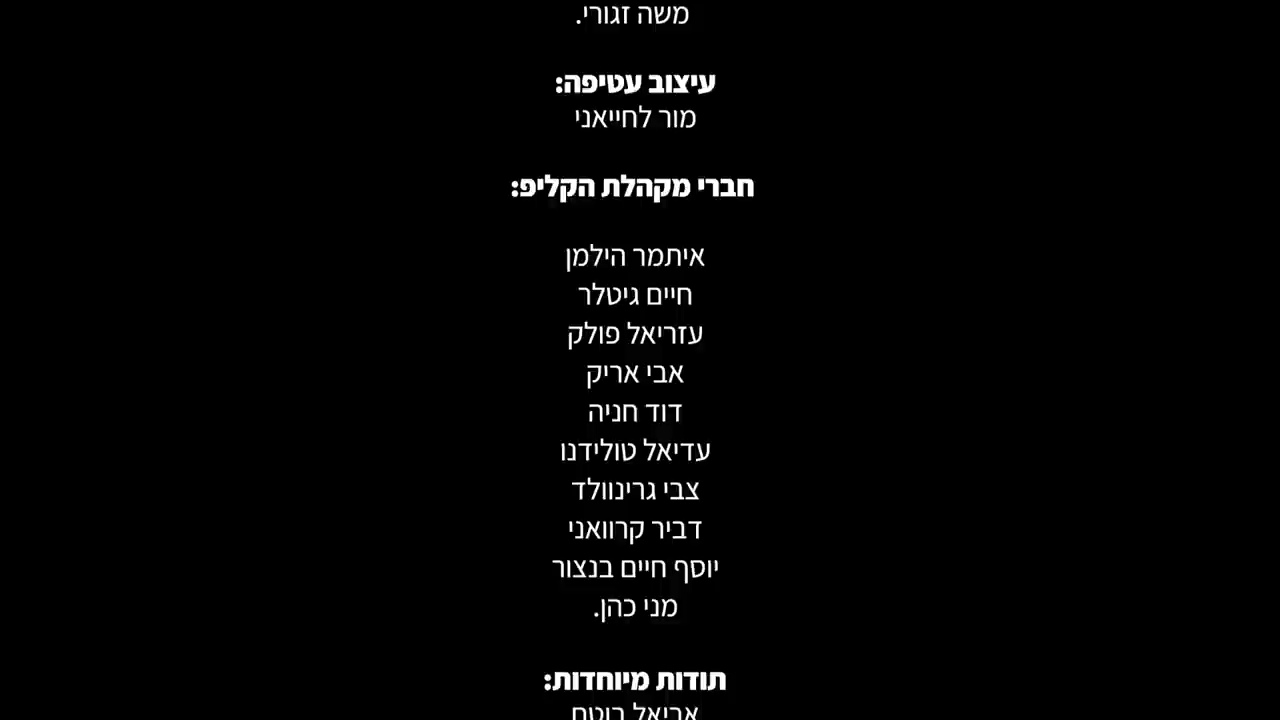 משה זגורי.
עיצוב עטיפה:
מור לחייאני
חברי מקהלת הקליפ:
איתמר הילמן
חיים גיטלר
עזריאל פולק
אבי אריק
דוד חניה
עדיאל טולידנו
צבי גרינוולד
דביר קרוואני
יוסף חיים בנצור
מני כהן.
תודות מיוחדות:
אריאל